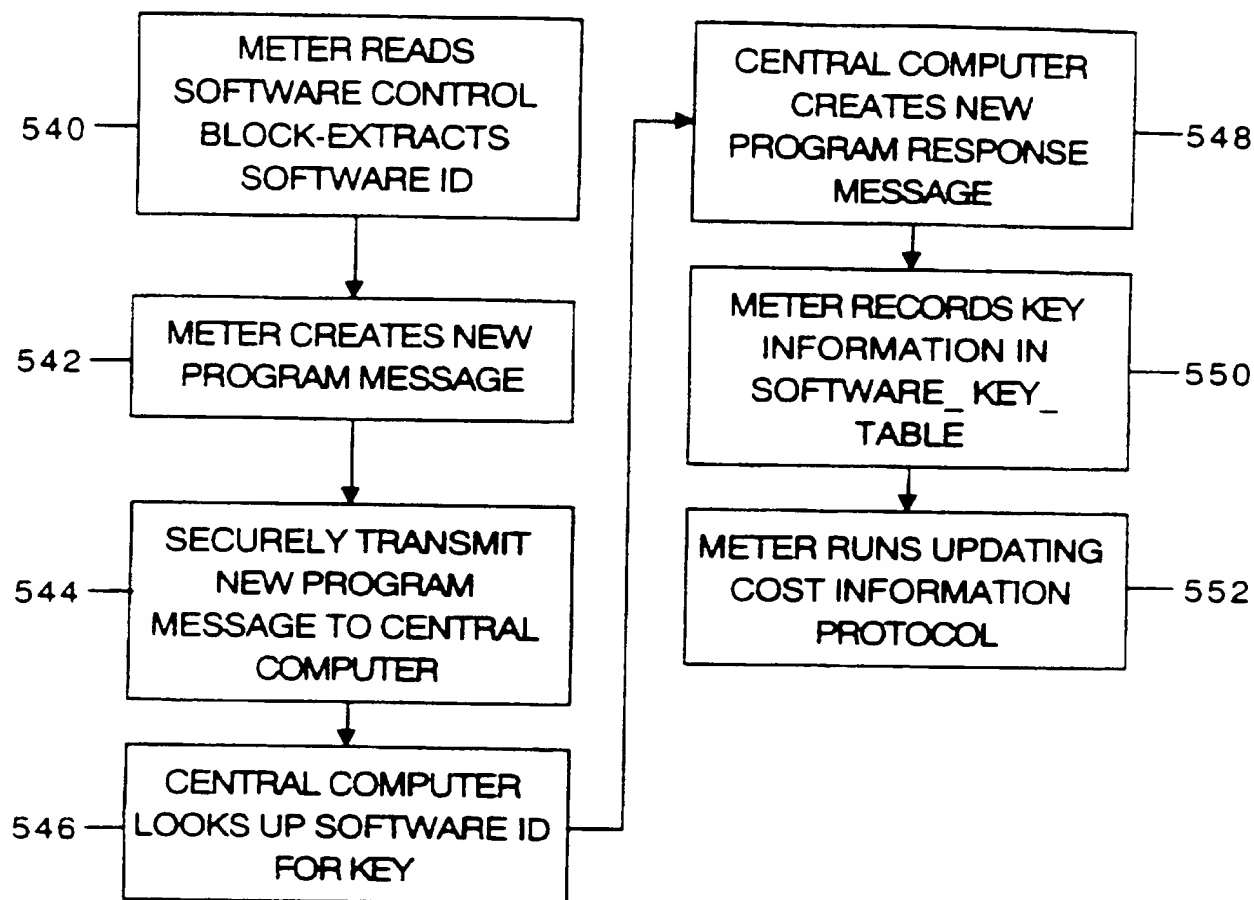 540
METER READS
SOFTWARE CONTROL
BLOCK-EXTRACTS
SOFTWARE ID
542
METER CREATES NEW
PROGRAM MESSAGE
544
SECURELY TRANSMIT
NEW PROGRAM
MESSAGE TO CENTRAL
COMPUTER
546
CENTRAL COMPUTER
LOOKS UP SOFTWARE ID
FOR KEY
CENTRAL COMPUTER
CREATES NEW
PROGRAM RESPONSE
MESSAGE
548
METER RECORDS KEY
INFORMATION IN
SOFTWARE_ KEY_
TABLE
550
METER RUNS UPDATING
COST INFORMATION
PROTOCOL
552